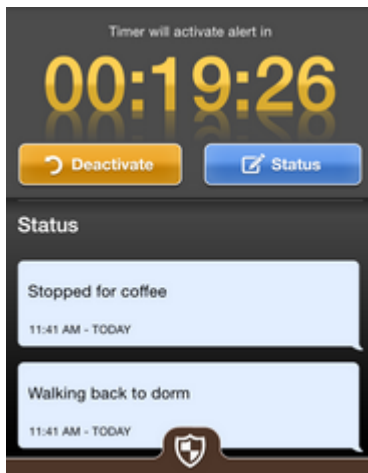 Timer will activate alert in
00:19:26
Deactivate
Status
Status
Stopped for coffee
11:41 AM - TODAY
Walking back to dorm
11:41 AM - TODAY